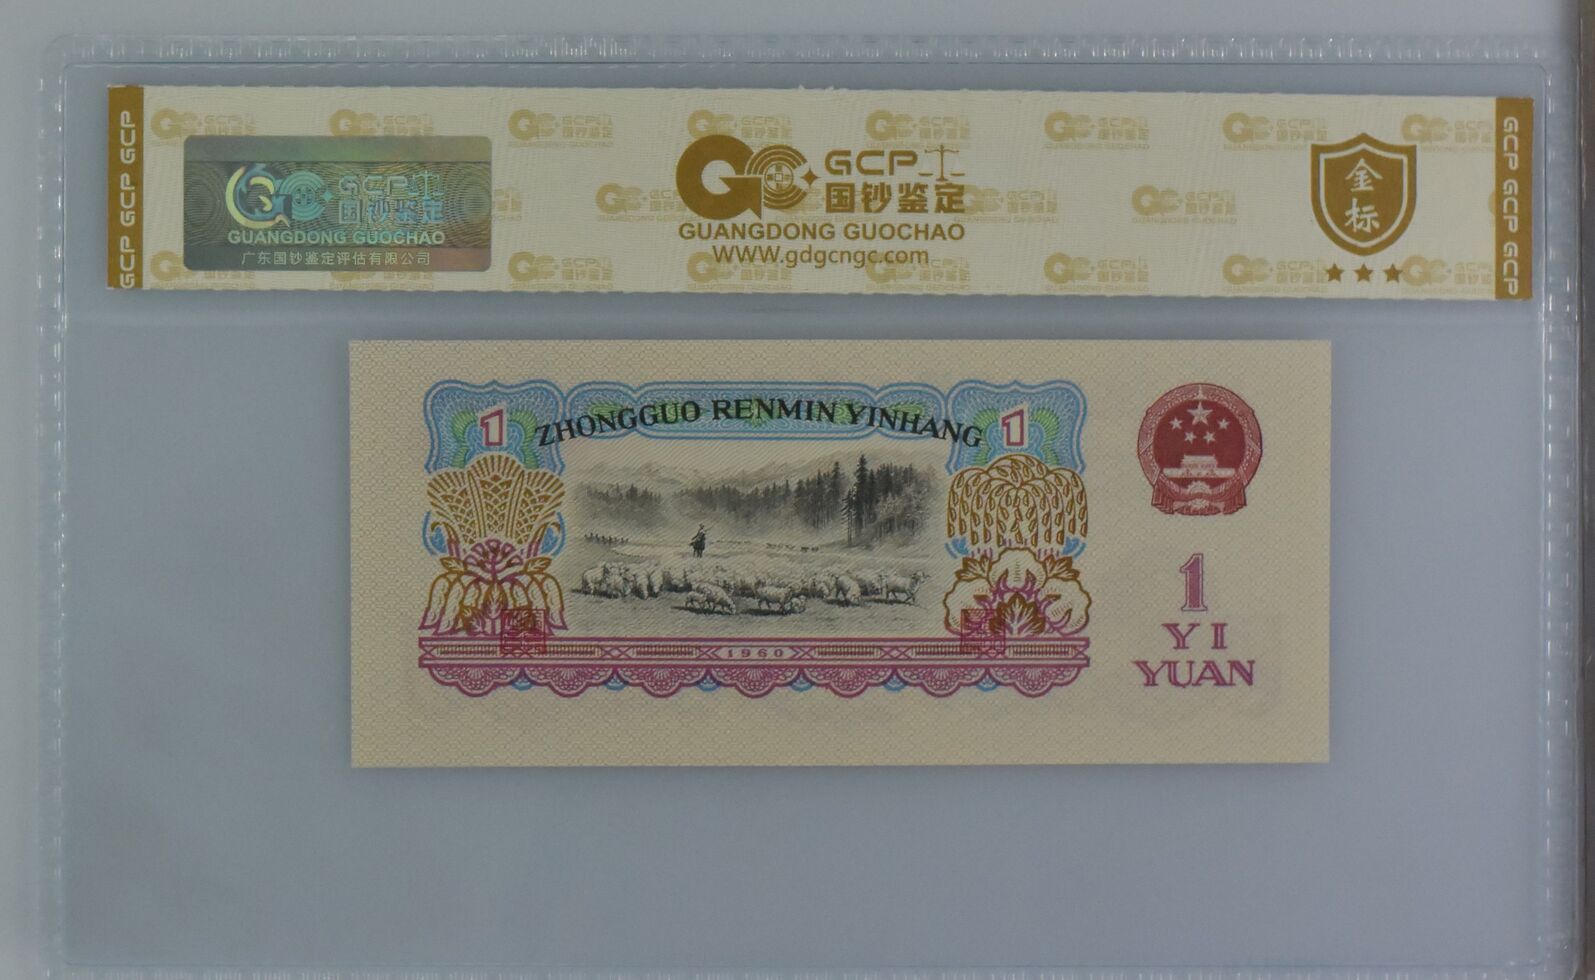 GCP GCP GCP GCP
GCP
国钞鉴定
GUANGDONG GUOCHAO
广东国钞鉴定评估有限公司
GCP
国钞鉴定
GUANGDONG GUOCHAO
WWW.gdgcngc.com
金
标
GCP GCP GCP GCP
1
ZHONGGUO RENMIN YINHANG
1
1960
1
YI
YUAN